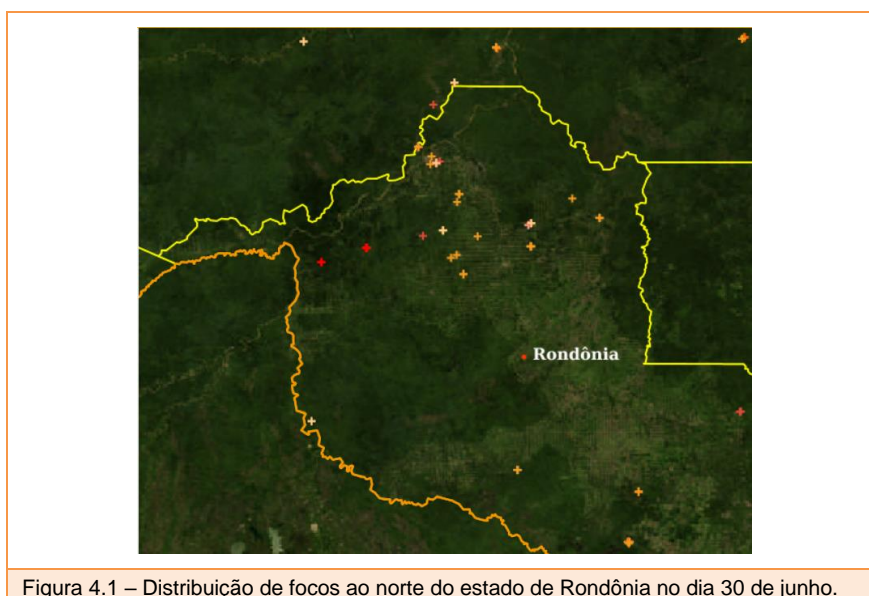 Rondônia
Figura 4.1 – Distribuição de focos ao norte do estado de Rondônia no dia 30 de junho.